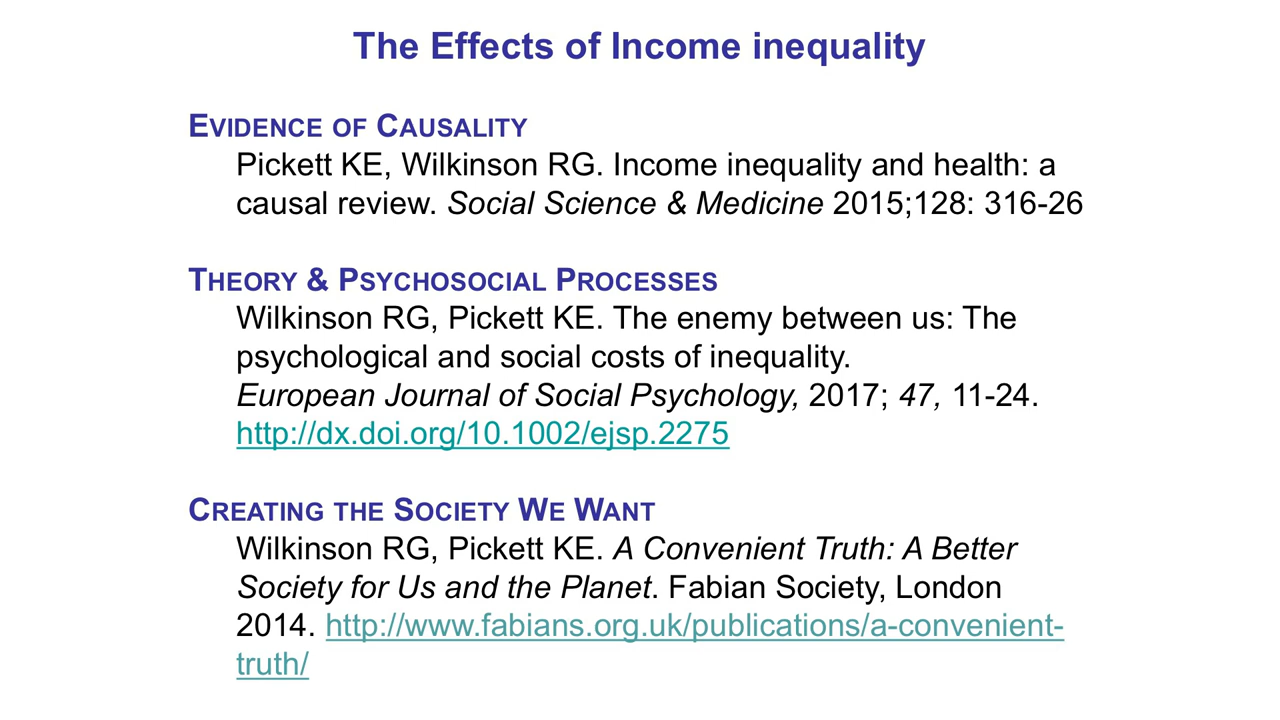 The Effects of Income inequality
EVIDENCE OF CAUSALITY
Pickett KE, Wilkinson RG. Income inequality and health: a
causal review. Social Science & Medicine 2015;128: 316-26
THEORY & PSYCHOSOCIAL PROCESSES
Wilkinson RG, Pickett KE. The enemy between us: The
psychological and social costs of inequality.
European Journal of Social Psychology, 2017; 47, 11-24.
http://dx.doi.org/10.1002/ejsp.2275
CREATING THE SOCIETY WE WANT
Wilkinson RG, Pickett KE. A Convenient Truth: A Better
Society for Us and the Planet. Fabian Society, London
2014. http://www.fabians.org.uk/publications/a-convenient-
truth/